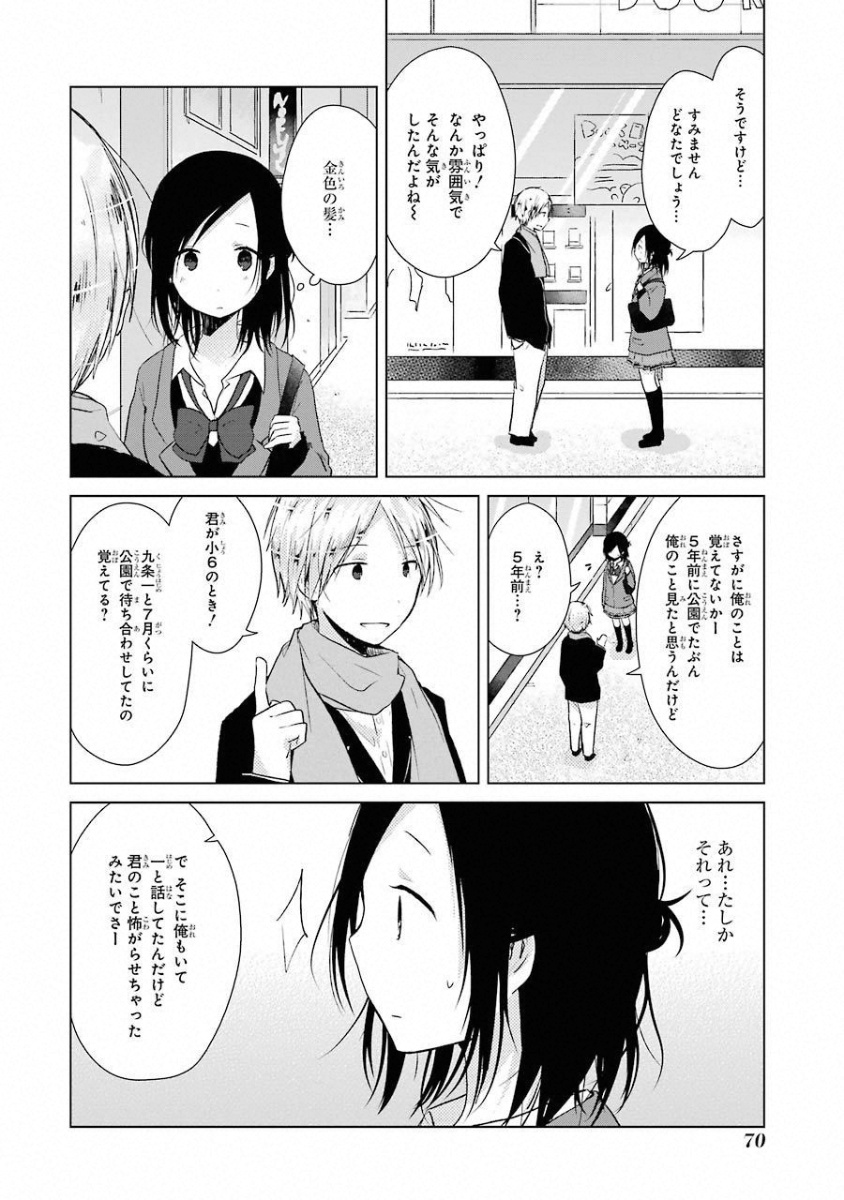 そうですけど…
すみません
どなたでしょう…
やっぱり！
なんか雰囲気で
そんな気が
したんだよね〜
金色の髪…
さすがに俺のことは
覚えてないかー
5年前に公園でたぶん
俺のこと見たと思うんだけど
え？
5年前…？
君が小6のとき！
九条一と7月くらいに
公園で待ち合わせしてたの
覚えてる？
あれ…たしか
それって…
で そこに俺もいて
一と話してたんだけど
君のこと怖がらせちゃった
みたいでさー
70